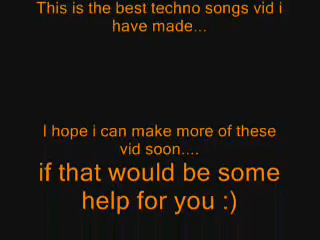 This is the best techno songs vid i
have made...
I hope i can make more of these
vid soon....
if that would be some
help for you :)